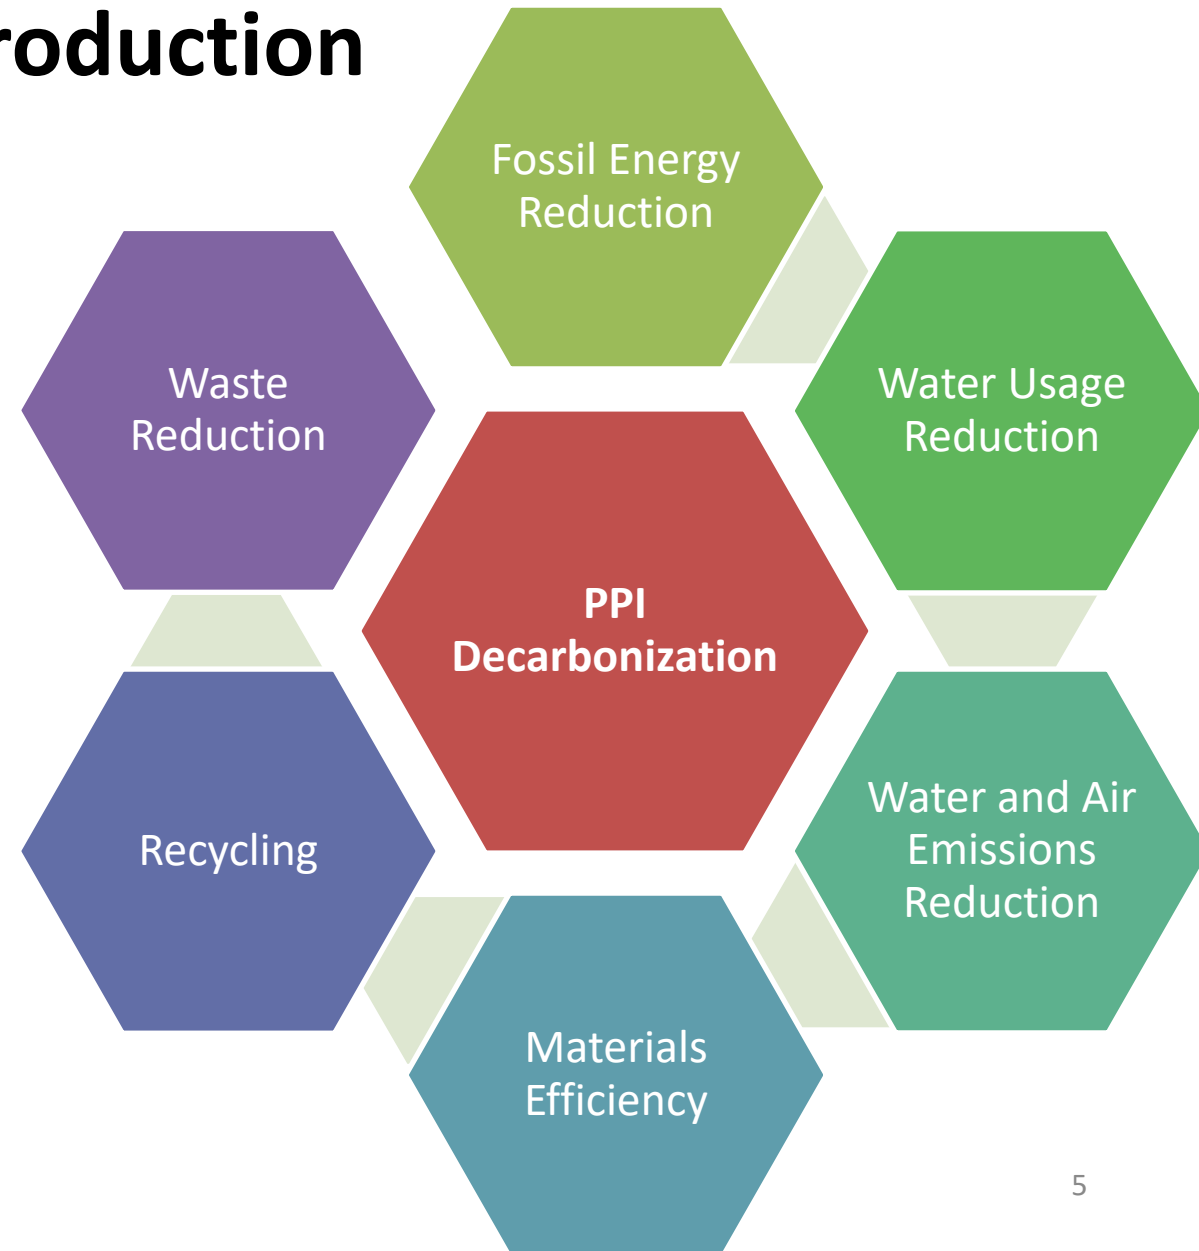 roduction
Fossil Energy
Reduction
Water Usage
Reduction
Water and Air
Emissions
Reduction
Materials
Efficiency
Recycling
Waste
Reduction
PPI
Decarbonization
5